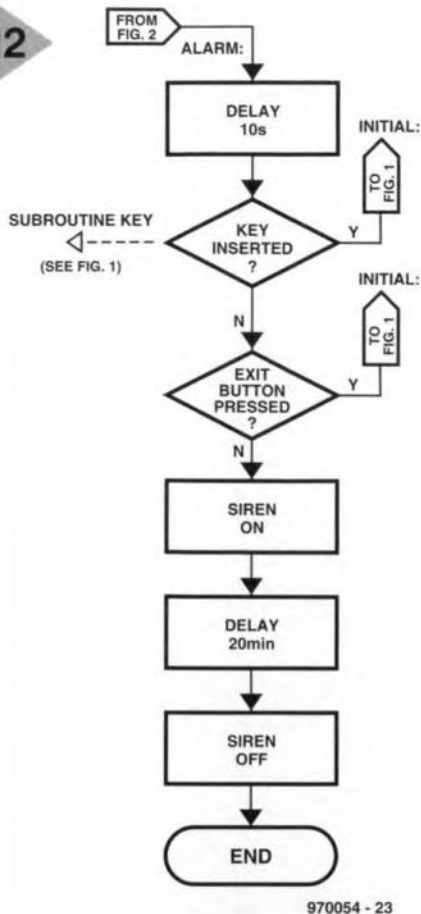 2
FROM
FIG. 2
ALARM:
DELAY
10s
INITIAL:
TO
FIG. 1
SUBROUTINE KEY
(SEE FIG. 1)
KEY
INSERTED
?
Y
N
INITIAL:
TO
FIG. 1
EXIT
BUTTON
PRESSED
?
Y
N
SIREN
ON
DELAY
20min
SIREN
OFF
END
970054 - 23